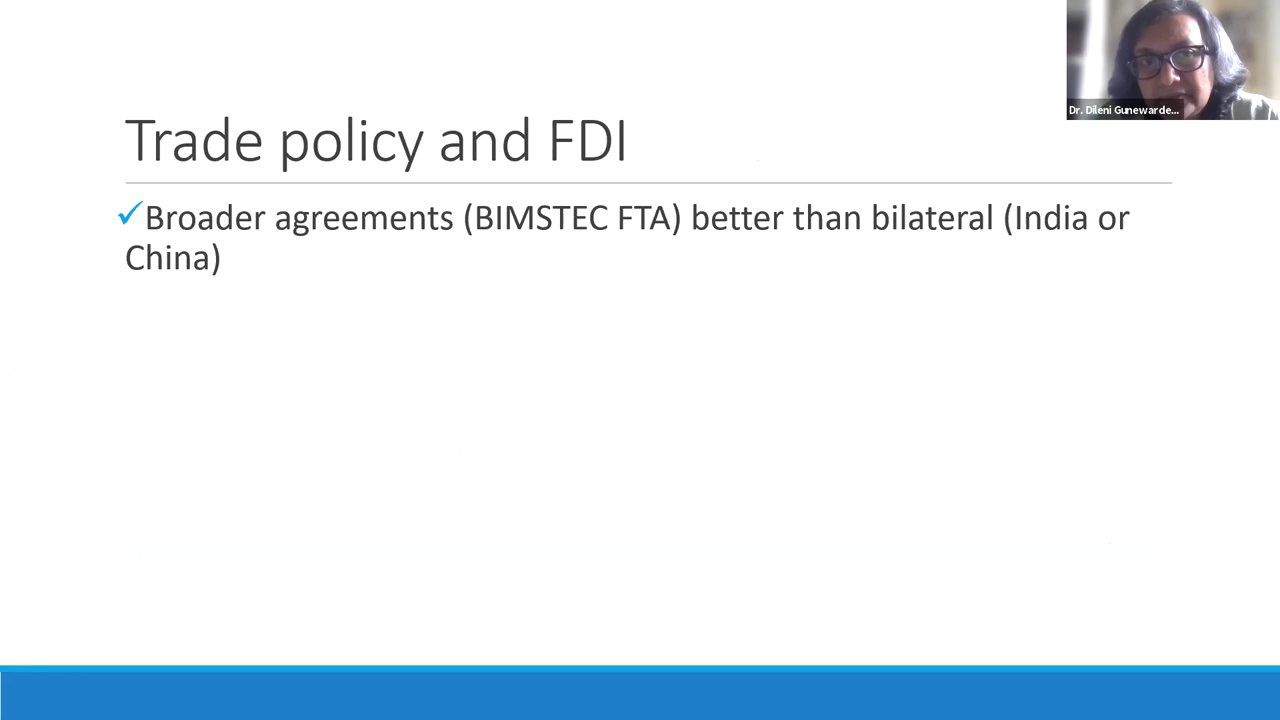 Dr. Dileni Gunewarde...
Trade policy and FDI
✓Broader agreements (BIMSTEC FTA) better than bilateral (India or
China)